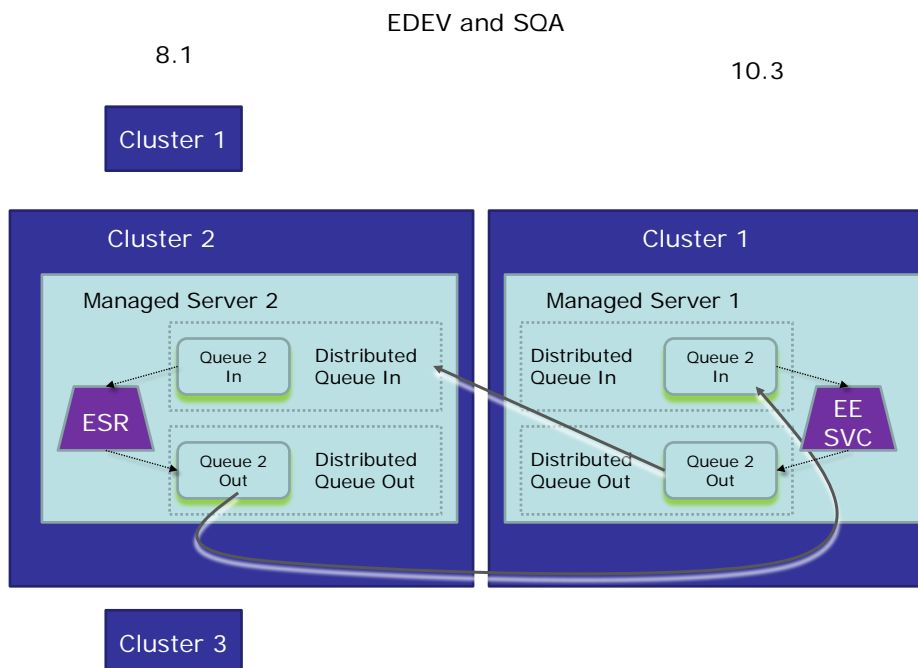 EDEV and SQA
8.1
10.3
Cluster 1
Cluster 2
Managed Server 2
Queue 2
In
Distributed
Queue In
ESR
Queue 2
Out
Distributed
Queue Out
Cluster 1
Managed Server 1
Distributed
Queue In
Queue 2
In
EE
SVC
Distributed
Queue Out
Queue 2
Out
Cluster 3